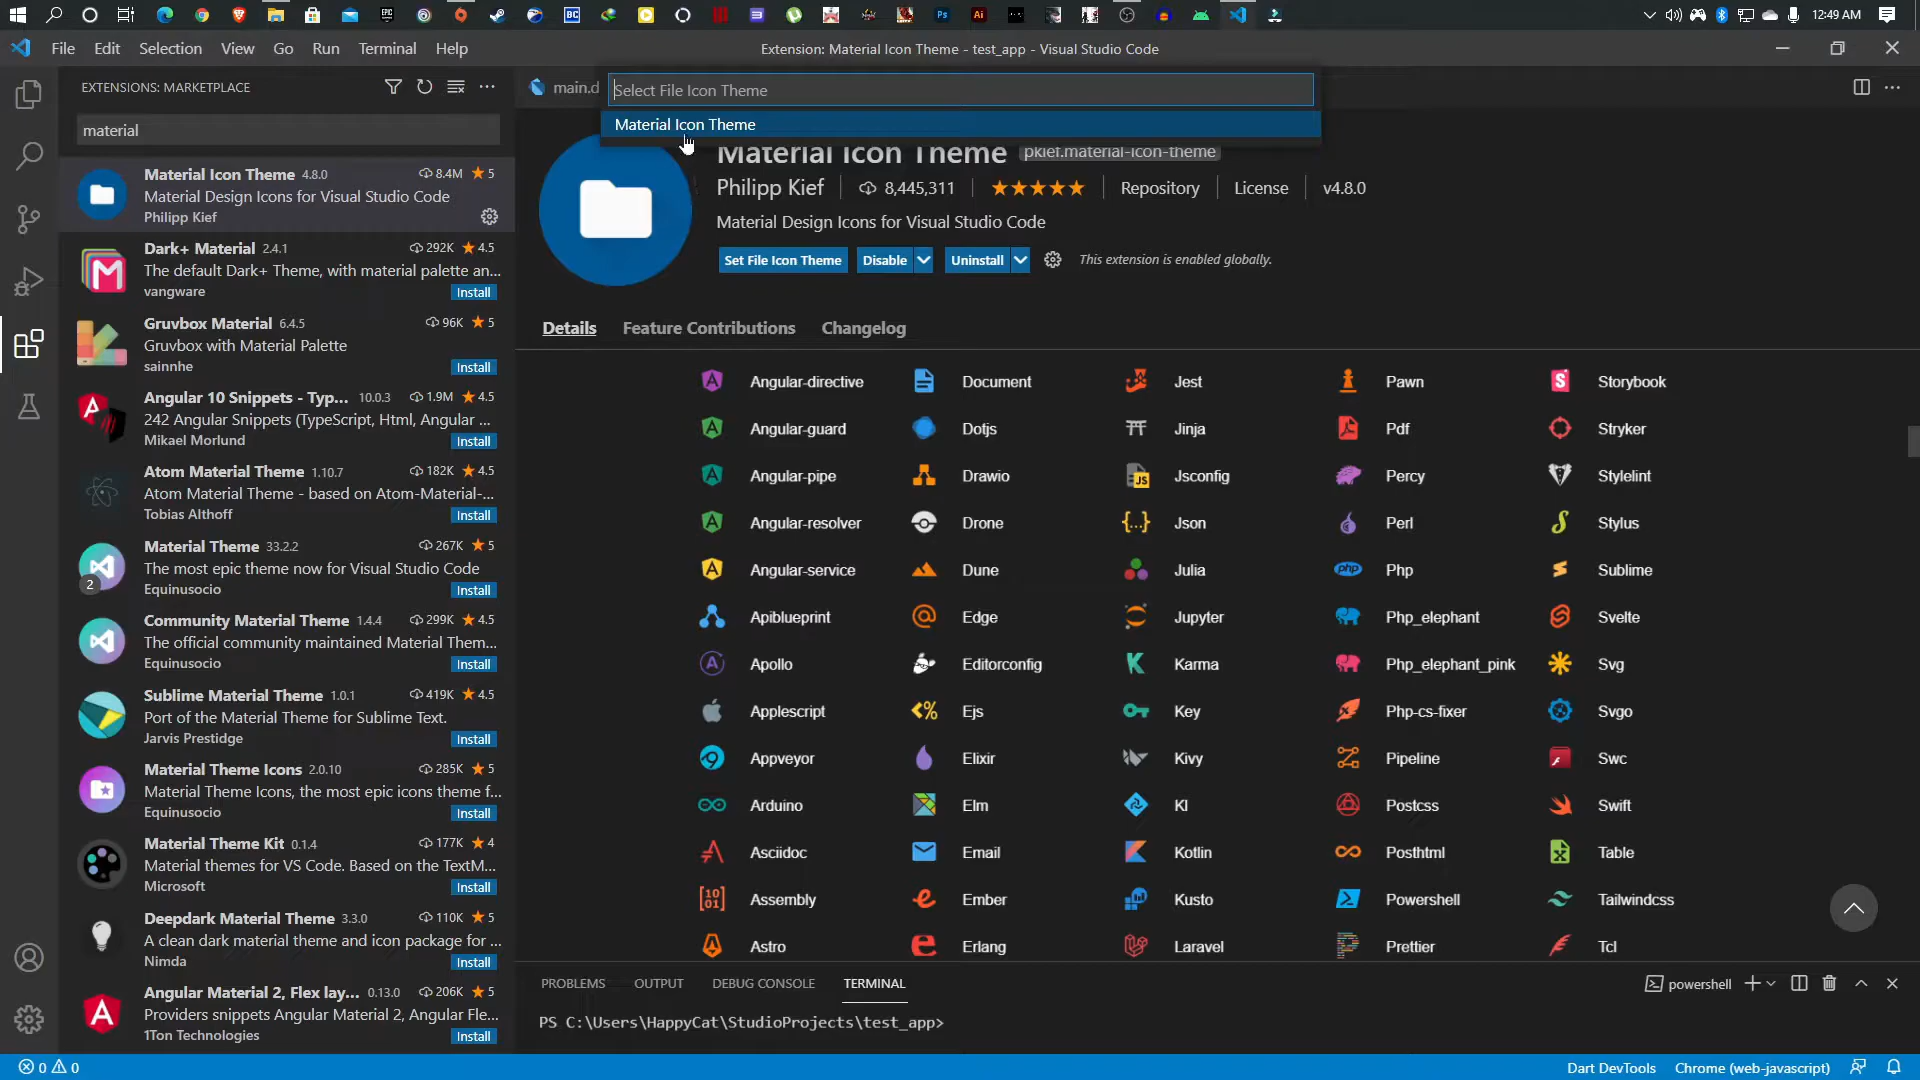 12:49 AM
File Edit Selection View Go Run Terminal Help
Extension: Material Icon Theme - test_app - Visual Studio Code
EXTENSIONS: MARKETPLACE
material
Material Icon Theme 4.8.0 8.4M 5
Material Design Icons for Visual Studio Code
Philipp Kief
Dark+ Material 2.4.1 292K 4.5
The default Dark+ Theme, with material palette an...
vangware Install
Gruvbox Material 6.4.5 96K 5
Gruvbox with Material Palette
sainnhe Install
Angular 10 Snippets - Typ... 10.0.3 1.9M 4.5
242 Angular Snippets (TypeScript, Html, Angular ...
Mikael Morlund Install
Atom Material Theme 1.10.7 182K 4.5
Atom Material Theme - based on Atom-Material-...
Tobias Althoff Install
Material Theme 33.2.2 267K 5
The most epic theme now for Visual Studio Code
2 Equinusocio Install
Community Material Theme 1.4.4 299K 4.5
The official community maintained Material Them...
Equinusocio Install
Sublime Material Theme 1.0.1 419K 4.5
Port of the Material Theme for Sublime Text.
Jarvis Prestidge Install
Material Theme Icons 2.0.10 285K 5
Material Theme Icons, the most epic icons theme f...
Equinusocio Install
Material Theme Kit 0.1.4 177K 4
Material themes for VS Code. Based on the TextM...
Microsoft Install
Deepdark Material Theme 3.3.0 110K 5
A clean dark material theme and icon package for ...
Nimda Install
Angular Material 2, Flex lay... 0.13.0 206K 5
Providers snippets Angular Material 2, Angular Fle...
1Ton Technologies Install
main.d
Select File Icon Theme
Material Icon Theme
Material Icon Theme pkief.material-icon-theme
Philipp Kief 8,445,311 Repository License v4.8.0
Material Design Icons for Visual Studio Code
Set File Icon Theme Disable Uninstall This extension is enabled globally.
Details Feature Contributions Changelog
Angular-directive Document Jest Pawn Storybook
Angular-guard Dotjs Jinja Pdf Stryker
Angular-pipe Drawio Jsconfig Percy Stylelint
Angular-resolver Drone Json Perl Stylus
Angular-service Dune Julia Php Sublime
Apiblueprint Edge Jupyter Php_elephant Svelte
Apollo Editorconfig Karma Php_elephant_pink Svg
Applescript Ejs Key Php-cs-fixer Svgo
Appveyor Elixir Kivy Pipeline Swc
Arduino Elm Kl Postcss Swift
Asciidoc Email Kotlin Posthtml Table
Assembly Ember Kusto Powershell Tailwindcss
Astro Erlang Laravel Prettier Tcl
PROBLEMS OUTPUT DEBUG CONSOLE TERMINAL powershell
PS C:\Users\HappyCat\StudioProjects\test_app>
0 0 Dart DevTools Chrome (web-javascript)